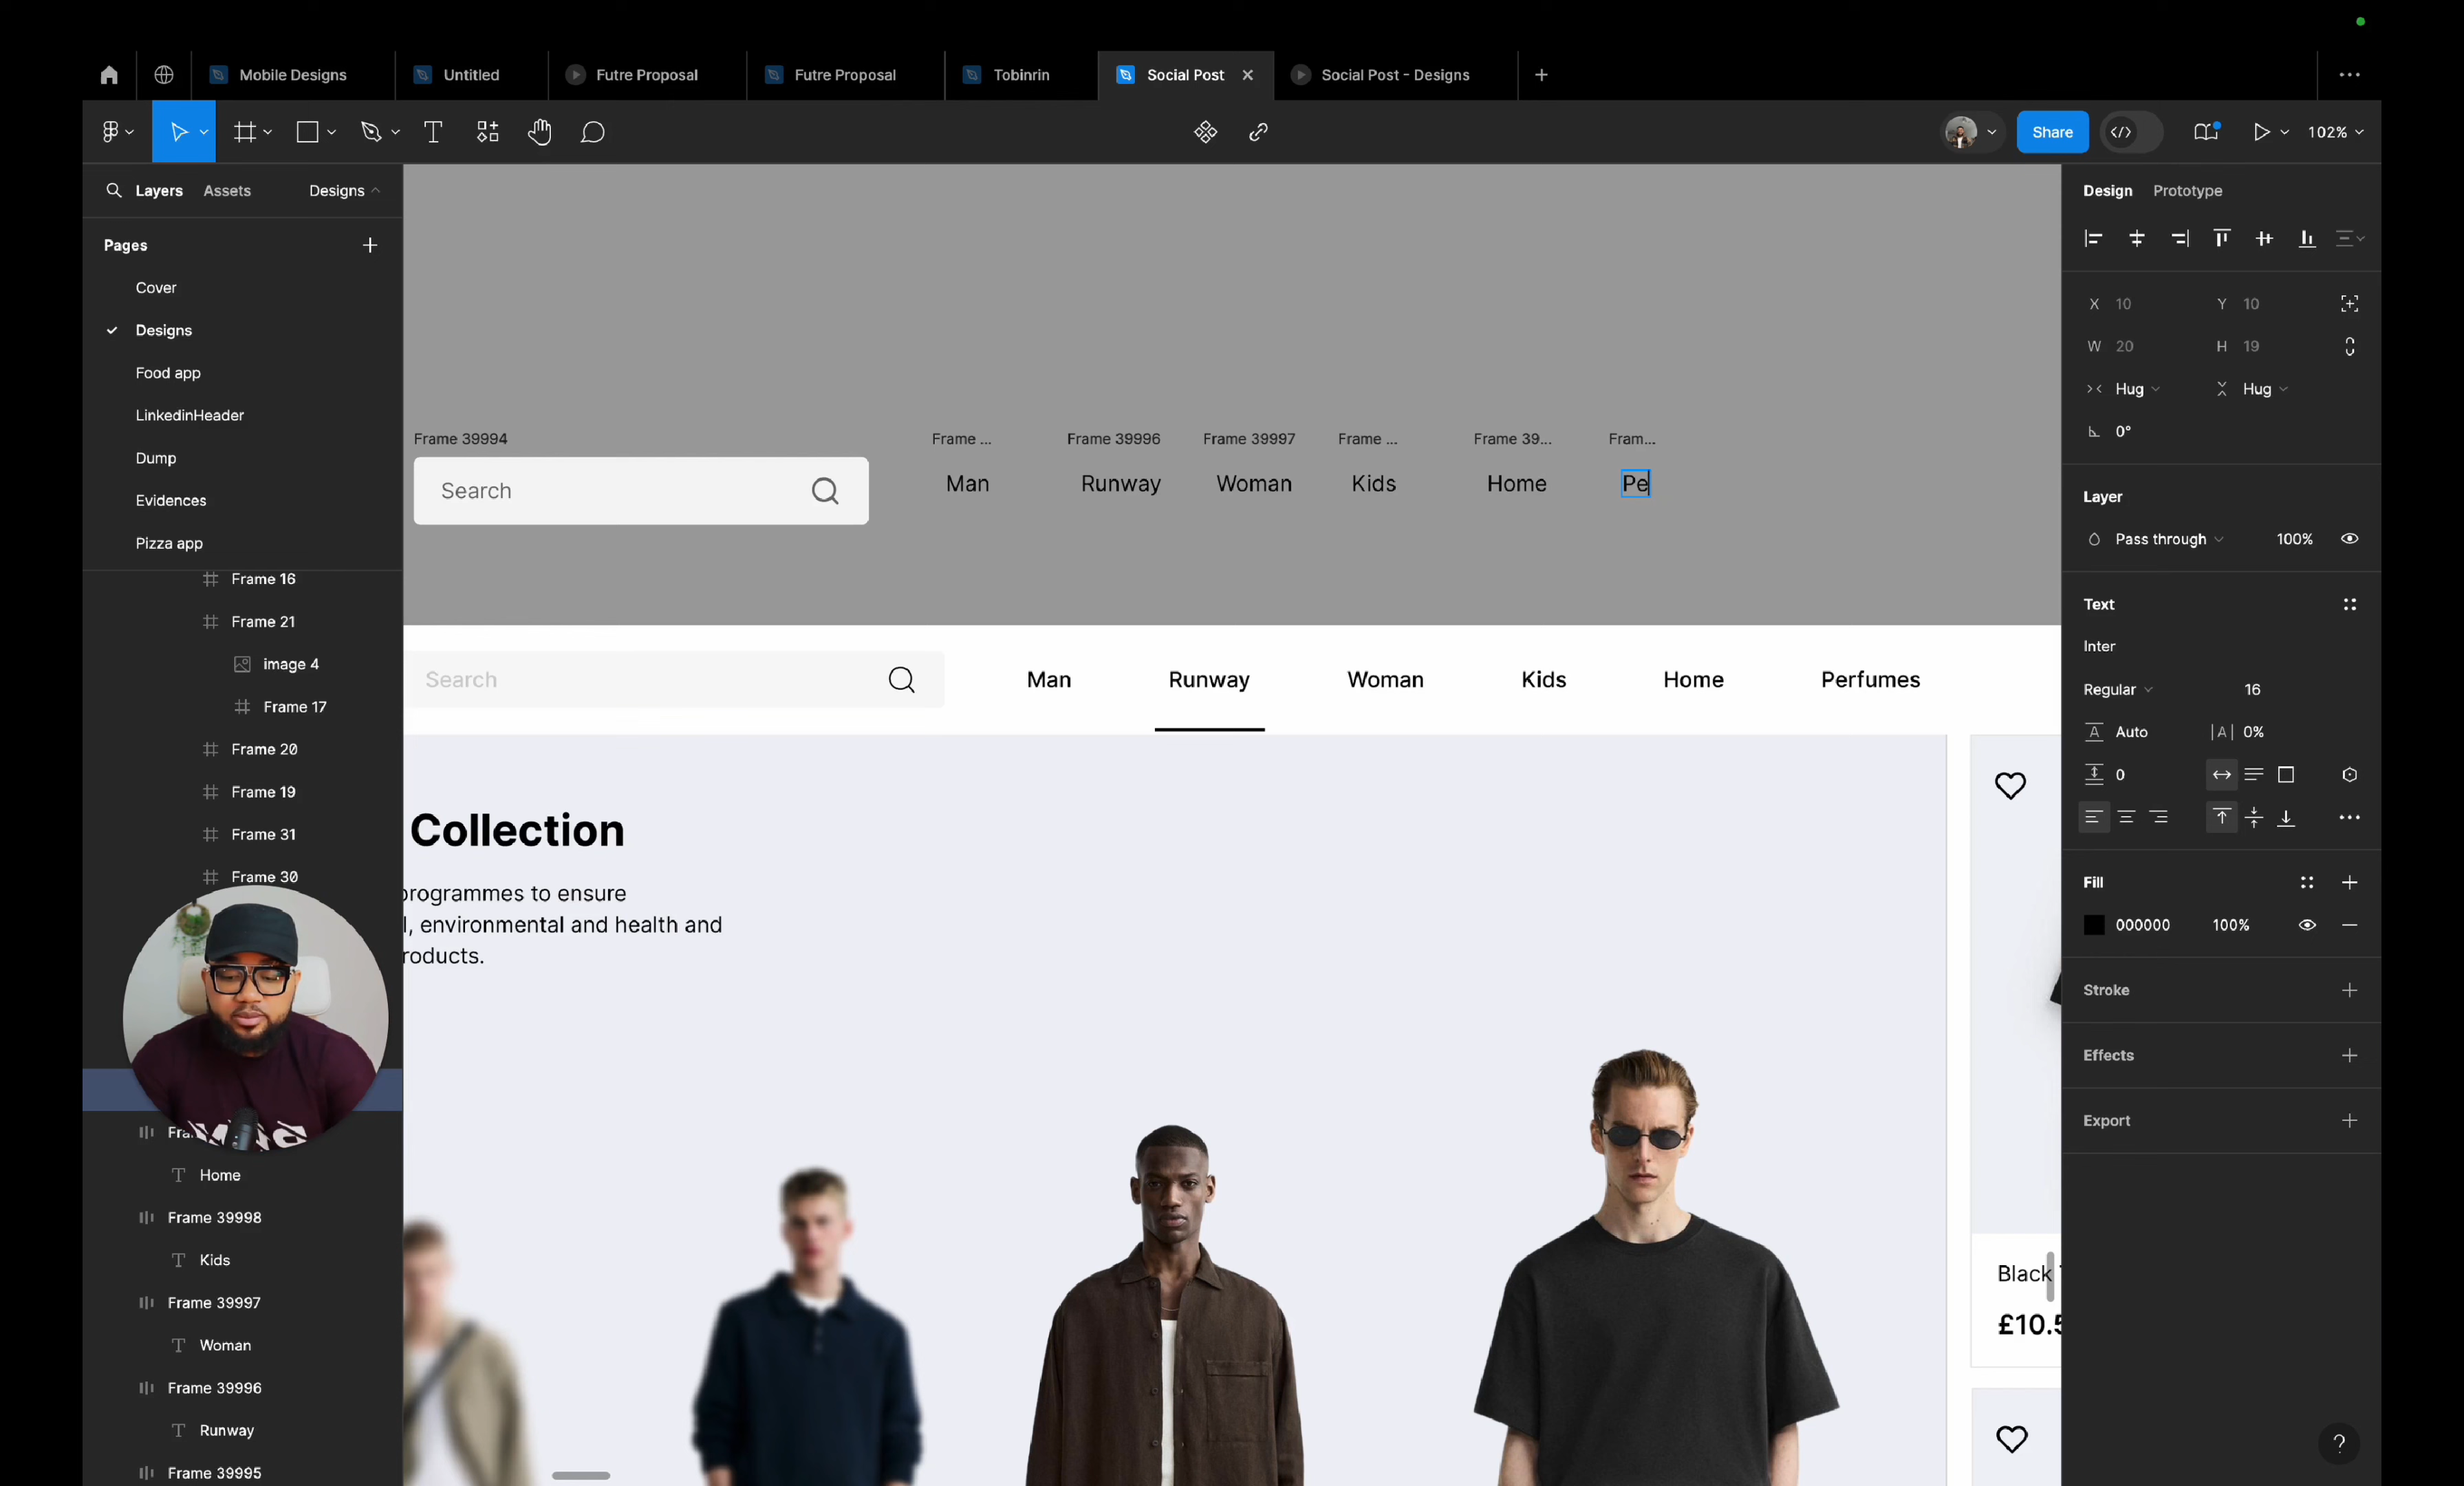 Mobile Designs
Untitled
Futre Proposal
Futre Proposal
Tobinrin
Social Post
Social Post - Designs
Share
102%
Layers
Assets
Designs
Pages
Cover
Designs
Food app
LinkedinHeader
Dump
Evidences
Pizza app
Frame 16
Frame 21
image 4
Frame 17
Frame 20
Frame 19
Frame 31
Frame 30
Fra
Home
Frame 39998
Kids
Frame 39997
Woman
Frame 39996
Runway
Frame 39995
Frame 39994
Frame ...
Frame 39996
Frame 39997
Frame ...
Frame 39...
Fram...
Search
Man
Runway
Woman
Kids
Home
Pe
Search
Man
Runway
Woman
Kids
Home
Perfumes
Collection
programmes to ensure
l, environmental and health and
roducts.
Black
£10.5
Design
Prototype
X 10
Y 10
W 20
H 19
Hug
Hug
0°
Layer
Pass through
100%
Text
Inter
Regular
16
Auto
|A| 0%
0
Fill
000000
100%
Stroke
Effects
Export
?